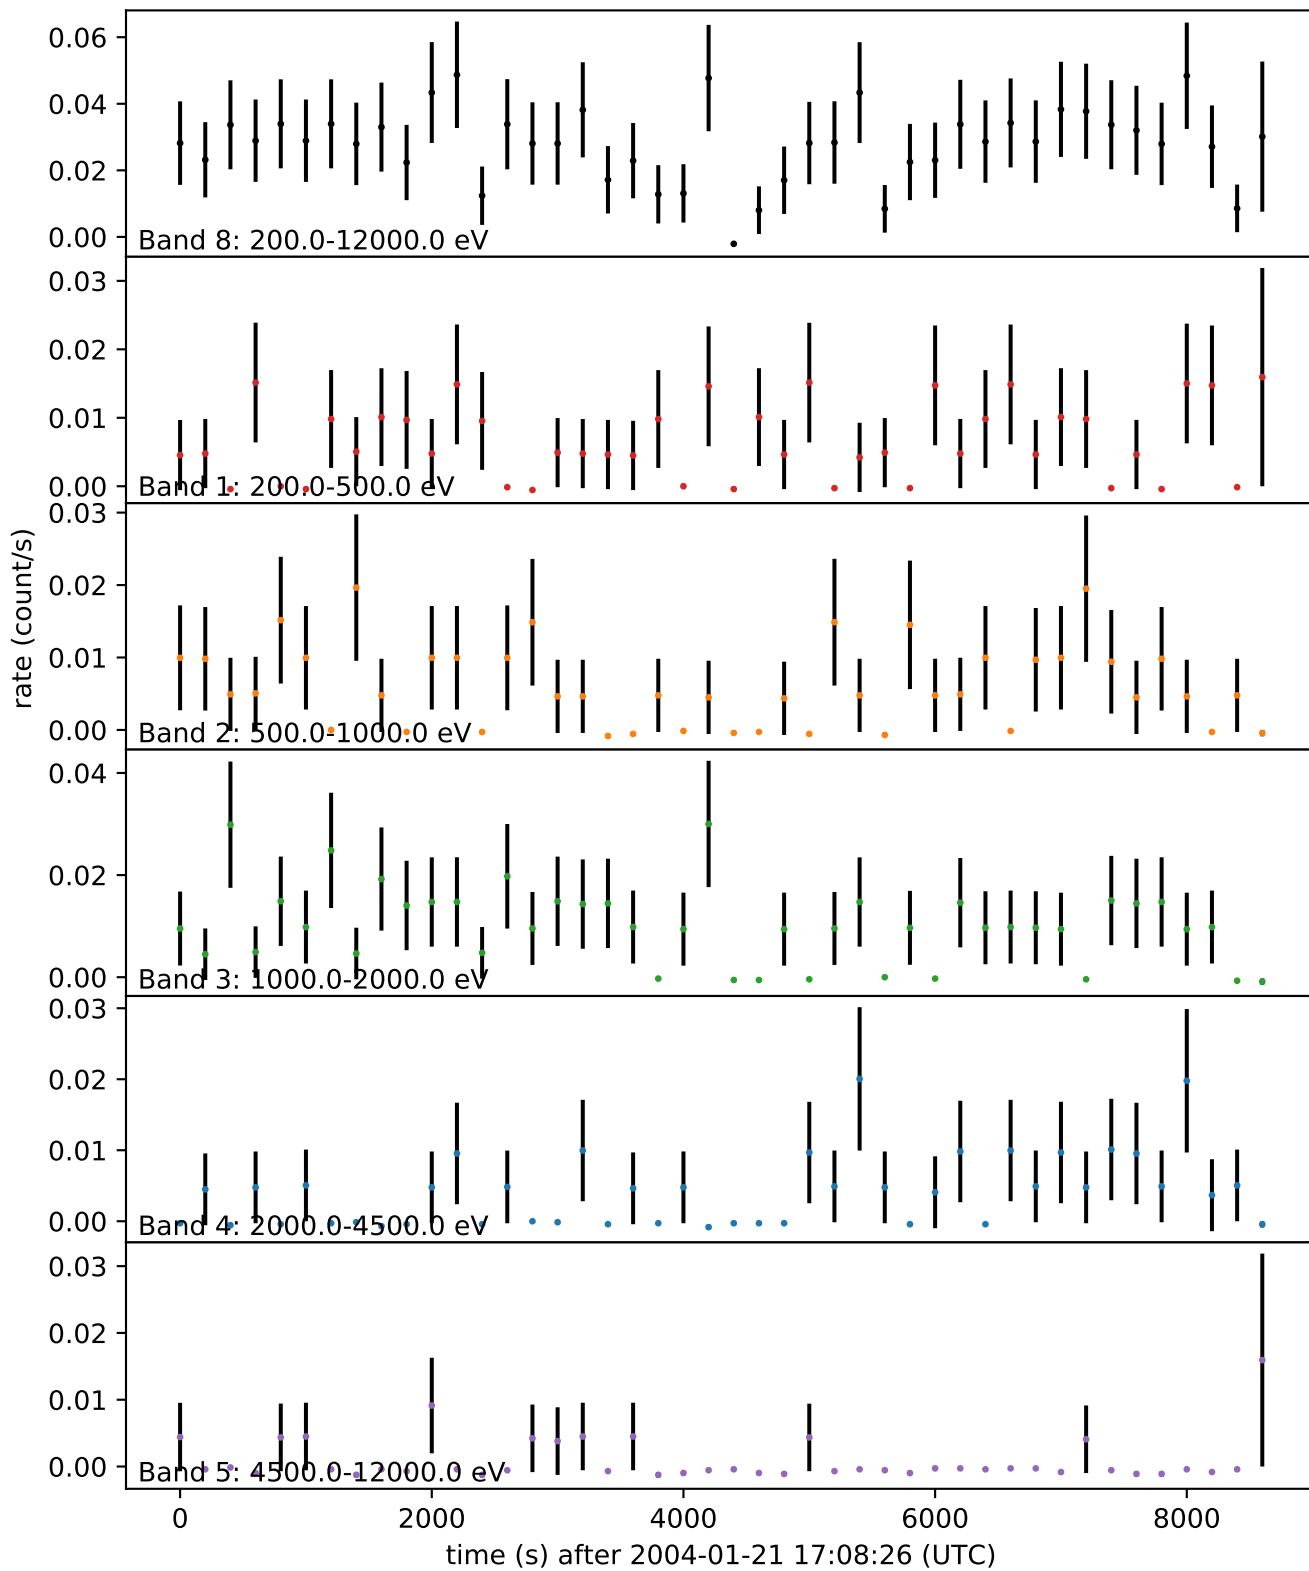 0.06
0.04
0.02
0.00
Band 8: 200.0-12000.0 eV
0.03
0.02
0.01
0.00
Band 1: 200.0-500.0 eV
0.03
0.02
0.01
0.00
Band 2: 500.0-1000.0 eV
rate (count/s)
0.04
0.02
0.00
Band 3: 1000.0-2000.0 eV
0.03
0.02
0.01
0.00
Band 4: 2000.0-4500.0 eV
0.03
0.02
0.01
0.00
Band 5: 4500.0-12000.0 eV
0 2000 4000 6000 8000
time (s) after 2004-01-21 17:08:26 (UTC)